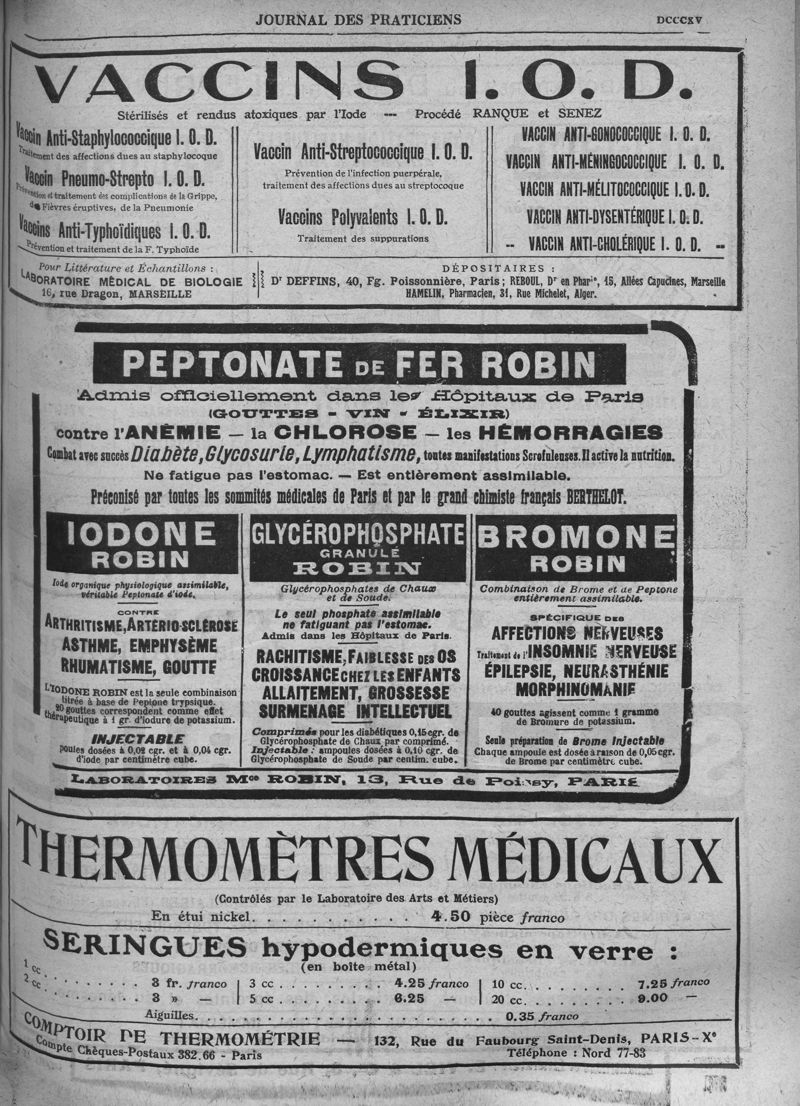 JOURNAL DES PRATICIENS
DCCCXV
VACCINS I. O. D.
Stérilisés et rendus atoxiques par l'Iode --- Procédé RANQUE et SENEZ
Vaccin Anti-Staphylococcique I. O. D.
Traitement des affections dues au staphylocoque
Vaccin Pneumo-Strepto I. O. D.
Prévention et traitement des complications de la Grippe,
des Fièvres éruptives, de la Pneumonie
Vaccins Anti-Typhoïdiques I. O. D.
Prévention et traitement de la F. Typhoïde
Vaccin Anti-Streptococcique I. O. D.
Prévention de l'infection puerpérale,
traitement des affections dues au streptocoque
Vaccins Polyvalents I. O. D.
Traitement des suppurations
VACCIN ANTI-GONOCOCCIQUE I. O. D.
VACCIN ANTI-MÉNINGOCOCCIQUE I. O. D.
VACCIN ANTI-MÉLITOCOCCIQUE I. O. D.
VACCIN ANTI-DYSENTÉRIQUE I. O. D.
-- VACCIN ANTI-CHOLÉRIQUE I. O. D. --
Pour Littérature et Echantillons :
LABORATOIRE MÉDICAL DE BIOLOGIE
16, rue Dragon, MARSEILLE
DÉPOSITAIRES :
Dr DEFFINS, 40, Fg. Poissonnière, Paris ; REBOUL, Dr en Phar1e, 15, Allées Capucines, Marseille
HAMELIN, Pharmacien, 31, Rue Michelet, Alger.
PEPTONATE DE FER ROBIN
Admis officiellement dans les Hôpitaux de Paris
(GOUTTES - VIN - ÉLIXIR)
contre l'ANÉMIE — la CHLOROSE — les HÉMORRAGIES
Combat avec succès Diabète, Glycosurie, Lymphatisme, toutes manifestations Scrofuleuses. Il active la nutrition.
Ne fatigue pas l'estomac. — Est entièrement assimilable.
Préconisé par toutes les sommités médicales de Paris et par le grand chimiste français BERTHELOT.
IODONE
ROBIN
Iode organique physiologique assimilable,
véritable Peptonate d'iode.
CONTRE
ARTHRITISME, ARTÉRIO-SCLÉROSE
ASTHME, EMPHYSÈME
RHUMATISME, GOUTTE
L'IODONE ROBIN est la seule combinaison
titrée à base de Peptone trypsique.
20 gouttes correspondent comme effet
thérapeutique à 1 gr. d'iodure de potassium.
INJECTABLE
poules dosées à 0,02 cgr. et à 0,04 cgr.
d'iode par centimètre cube.
GLYCÉROPHOSPHATE
GRANULÉ
ROBIN
Glycérophosphates de Chaux
et de Soude.
Le seul phosphate assimilable
ne fatiguant pas l'estomac.
Admis dans les Hôpitaux de Paris.
RACHITISME, FAIBLESSE DES OS
CROISSANCE CHEZ LES ENFANTS
ALLAITEMENT, GROSSESSE
SURMENAGE INTELLECTUEL
Comprimés pour les diabétiques 0,15 cgr. de
Glycérophosphate de Chaux par comprimé.
Injectable : ampoules dosées à 0,10 cgr. de
Glycérophosphate de Soude par centim. cube.
BROMONE
ROBIN
Combinaison de Brome et de Peptone
entièrement assimilable.
SPÉCIFIQUE DES
AFFECTIONS NERVEUSES
Traitement de l'INSOMNIE NERVEUSE
ÉPILEPSIE, NEURASTHÉNIE
MORPHINOMANIE
40 gouttes agissent comme 1 gramme
de Bromure de potassium.
Seule préparation de Brome Injectable
Chaque ampoule est dosée à raison de 0,05 cgr.
de Brome par centimètre cube.
LABORATOIRES Mce ROBIN, 13, Rue de Poissy, PARIS
THERMOMÈTRES MÉDICAUX
(Contrôlés par le Laboratoire des Arts et Métiers)
En étui nickel. . . . . . . . . . . 4.50 pièce franco
SERINGUES hypodermiques en verre :
(en boîte métal)
1 cc . . . . . . . . 3 fr. franco
2 cc . . . . . . . . 3 » —
3 cc . . . . . . . . 4.25 franco
5 cc. . . . . . . . . 6.25 —
10 cc. . . . . . . . . 7.25 franco
20 cc. . . . . . . . . 9.00 —
Aiguilles. . . . . . . . . . . . . . . . 0.35 franco
COMPTOIR DE THERMOMÉTRIE — 132, Rue du Faubourg Saint-Denis, PARIS-Xe
Compte Chèques-Postaux 382.66 - Paris
Téléphone : Nord 77-83